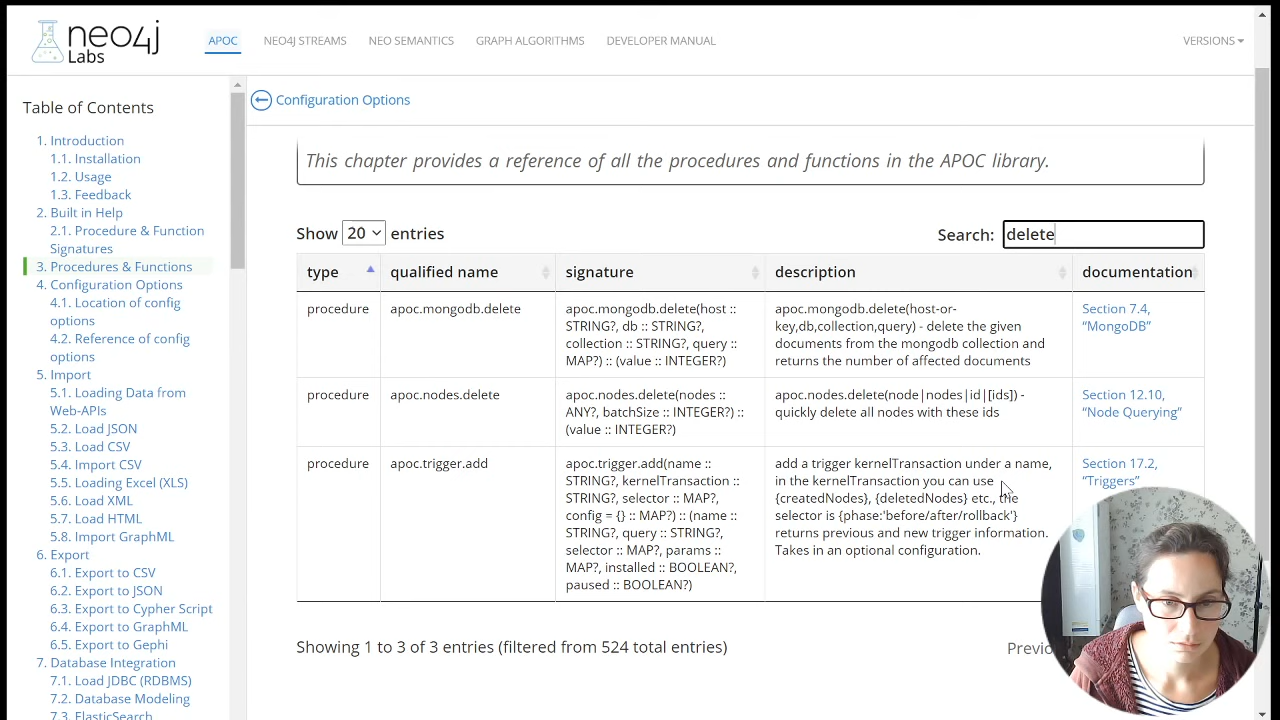 neo4j
Labs
APOC
NEO4J STREAMS
NEO SEMANTICS
GRAPH ALGORITHMS
DEVELOPER MANUAL
VERSIONS
Table of Contents
1. Introduction
1.1. Installation
1.2. Usage
1.3. Feedback
2. Built in Help
2.1. Procedure & Function
Signatures
3. Procedures & Functions
4. Configuration Options
4.1. Location of config
options
4.2. Reference of config
options
5. Import
5.1. Loading Data from
Web-APIs
5.2. Load JSON
5.3. Load CSV
5.4. Import CSV
5.5. Loading Excel (XLS)
5.6. Load XML
5.7. Load HTML
5.8. Import GraphML
6. Export
6.1. Export to CSV
6.2. Export to JSON
6.3. Export to Cypher Script
6.4. Export to GraphML
6.5. Export to Gephi
7. Database Integration
7.1. Load JDBC (RDBMS)
7.2. Database Modeling
7.3. ElasticSearch
Configuration Options
This chapter provides a reference of all the procedures and functions in the APOC library.
Show 20 entries
Search: delete
type
qualified name
signature
description
documentation
procedure
apoc.mongodb.delete
apoc.mongodb.delete(host ::
STRING?, db :: STRING?,
collection :: STRING?, query ::
MAP?) :: (value :: INTEGER?)
apoc.mongodb.delete(host-or-
key,db,collection,query) - delete the given
documents from the mongodb collection and
returns the number of affected documents
Section 7.4,
“MongoDB”
procedure
apoc.nodes.delete
apoc.nodes.delete(nodes ::
ANY?, batchSize :: INTEGER?) ::
(value :: INTEGER?)
apoc.nodes.delete(node|nodes|id|[ids]) -
quickly delete all nodes with these ids
Section 12.10,
“Node Querying”
procedure
apoc.trigger.add
apoc.trigger.add(name ::
STRING?, kernelTransaction ::
STRING?, selector :: MAP?,
config = {} :: MAP?) :: (name ::
STRING?, query :: STRING?,
selector :: MAP?, params ::
MAP?, installed :: BOOLEAN?,
paused :: BOOLEAN?)
add a trigger kernelTransaction under a name,
in the kernelTransaction you can use
{createdNodes}, {deletedNodes} etc., the
selector is {phase:'before/after/rollback'}
returns previous and new trigger information.
Takes in an optional configuration.
Section 17.2,
“Triggers”
Showing 1 to 3 of 3 entries (filtered from 524 total entries)